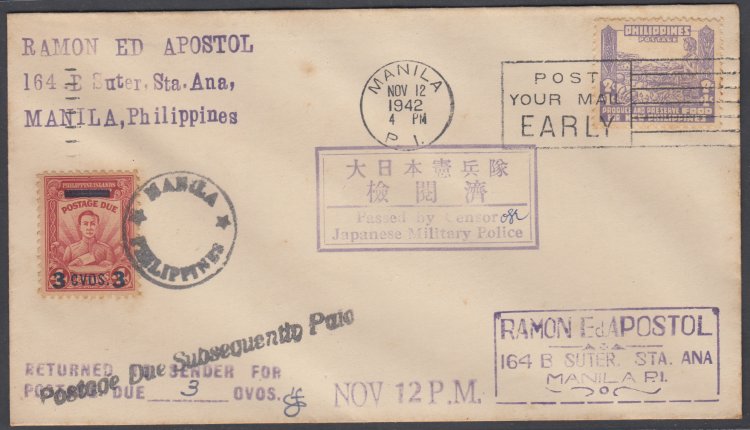 RAMON ED APOSTOL
164 B Suter. Sta. Ana,
MANILA, Philippines
MANILA
NOV 12
1942
4 PM
P. I.
POST
YOUR MAIL
EARLY
PHILIPPINES
POSTAGE
PRODUCE AND PRESERVE FOOD
大日本憲兵隊
檢閲濟
Passed by Censor
Japanese Military Police
PHILIPPINE ISLANDS
POSTAGE DUE
3 CVOS. 3
MANILA
PHILIPPINES
Postage Due Subsequently Paid
RETURNED SENDER FOR
POSTAGE DUE 3 CVOS.
NOV 12 P.M.
RAMON Ed. APOSTOL
164 B SUTER. STA. ANA
MANILA P.I.